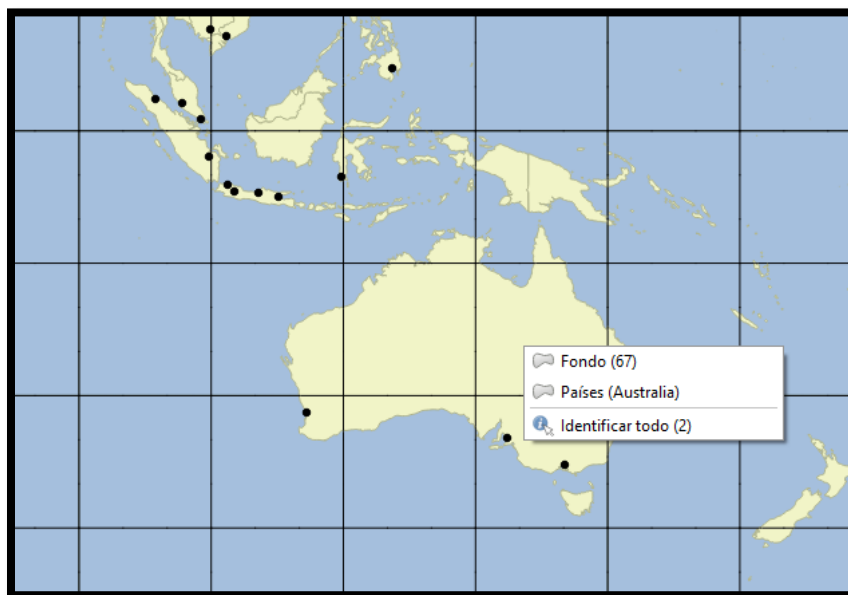 Fondo (67)
Países (Australia)
Identificar todo (2)